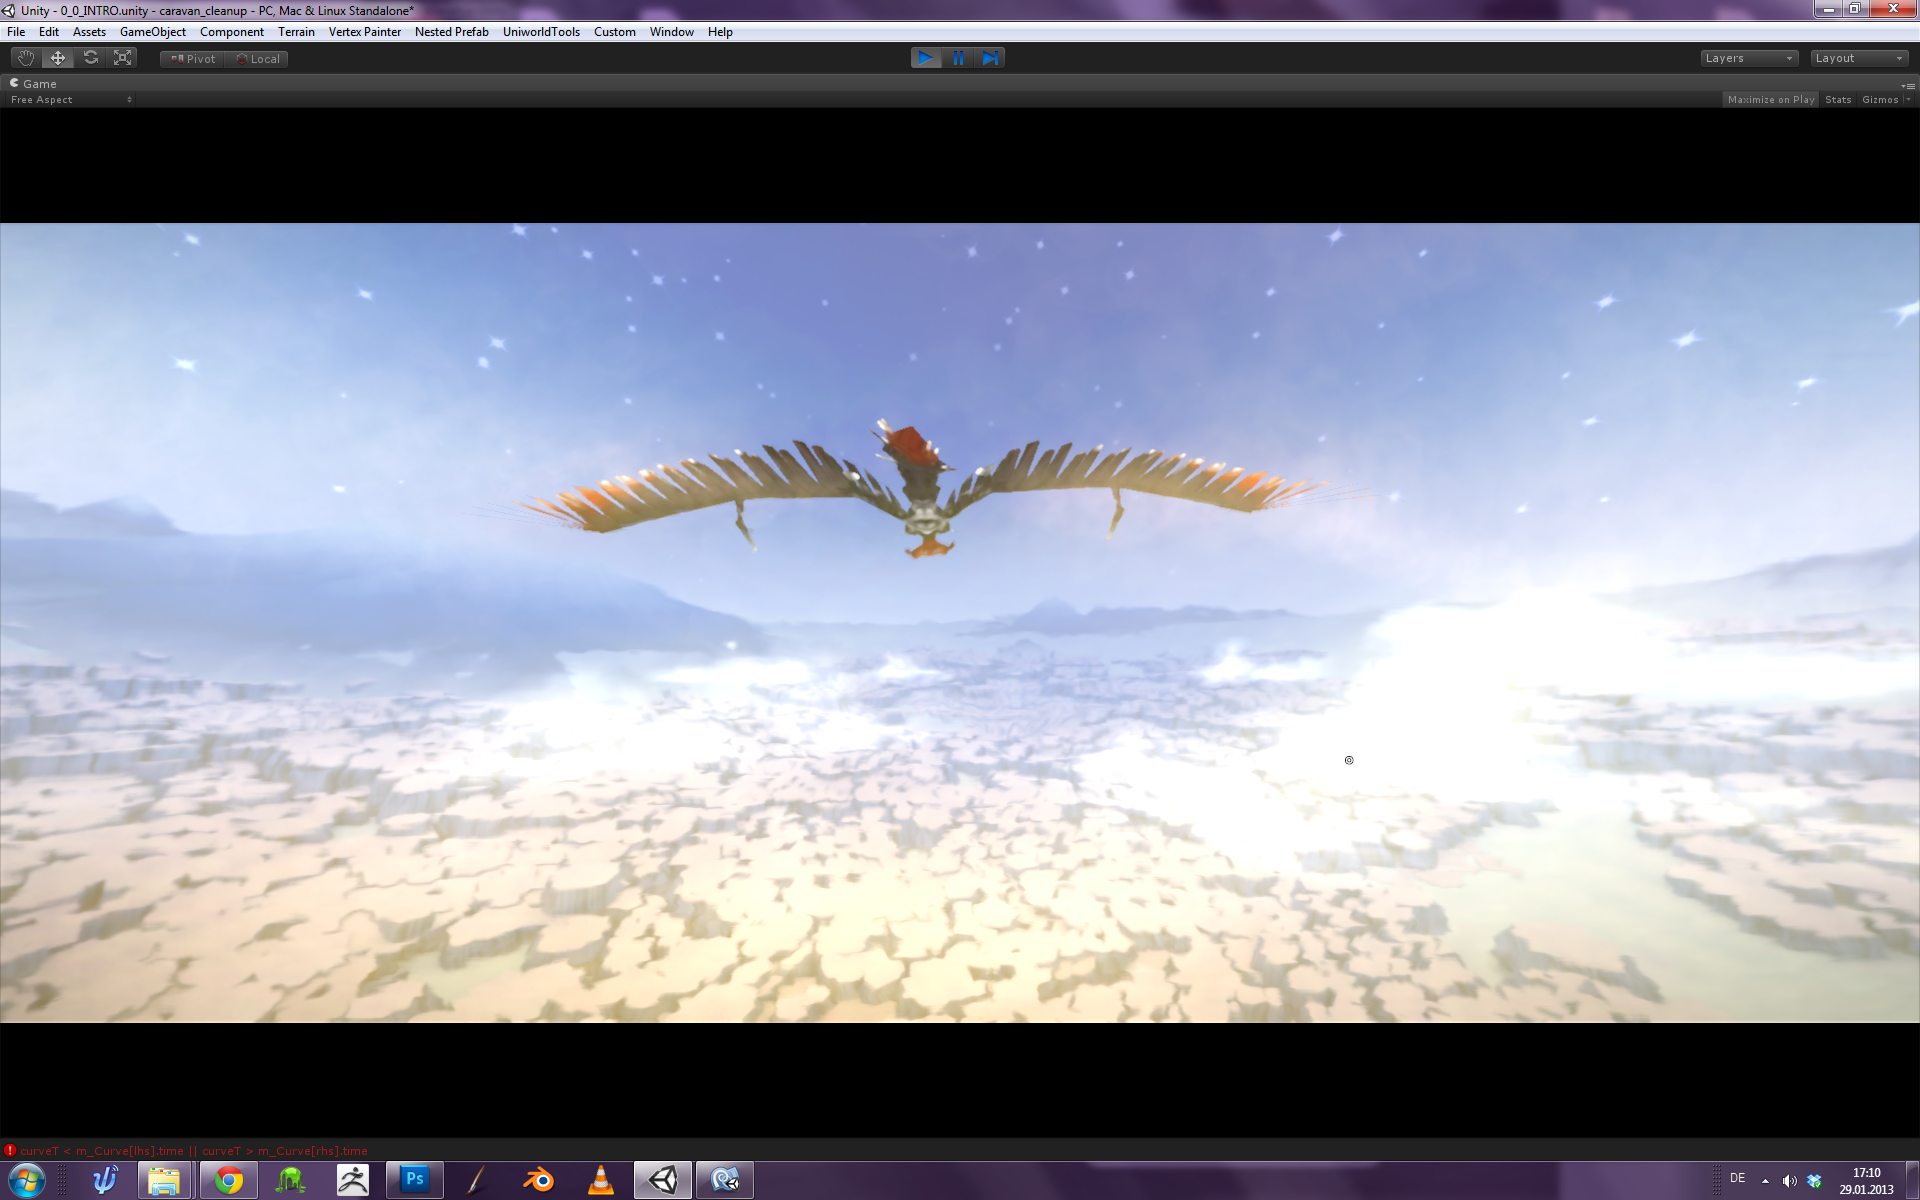 Unity - 0_0_INTRO.unity - caravan_cleanup - PC, Mac & Linux Standalone*
File Edit Assets GameObject Component Terrain Vertex Painter Nested Prefab UniworldTools Custom Window Help
Pivot Local Layers Layout
Game
Free Aspect Maximize on Play Stats Gizmos
curveT < m_Curve[lhs].time || curveT > m_Curve[rhs].time
Ps
DE
17:10
29.01.2013